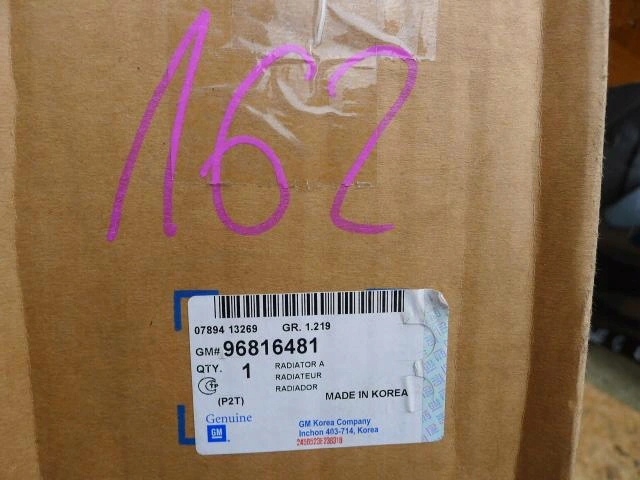 162
07894 13269 GR. 1.219
GM# 96816481
QTY. 1 RADIATOR A
RADIATEUR
RADIADOR
TP
(P2T) MADE IN KOREA
Genuine
GM
GM Korea Company
Inchon 403-714, Korea